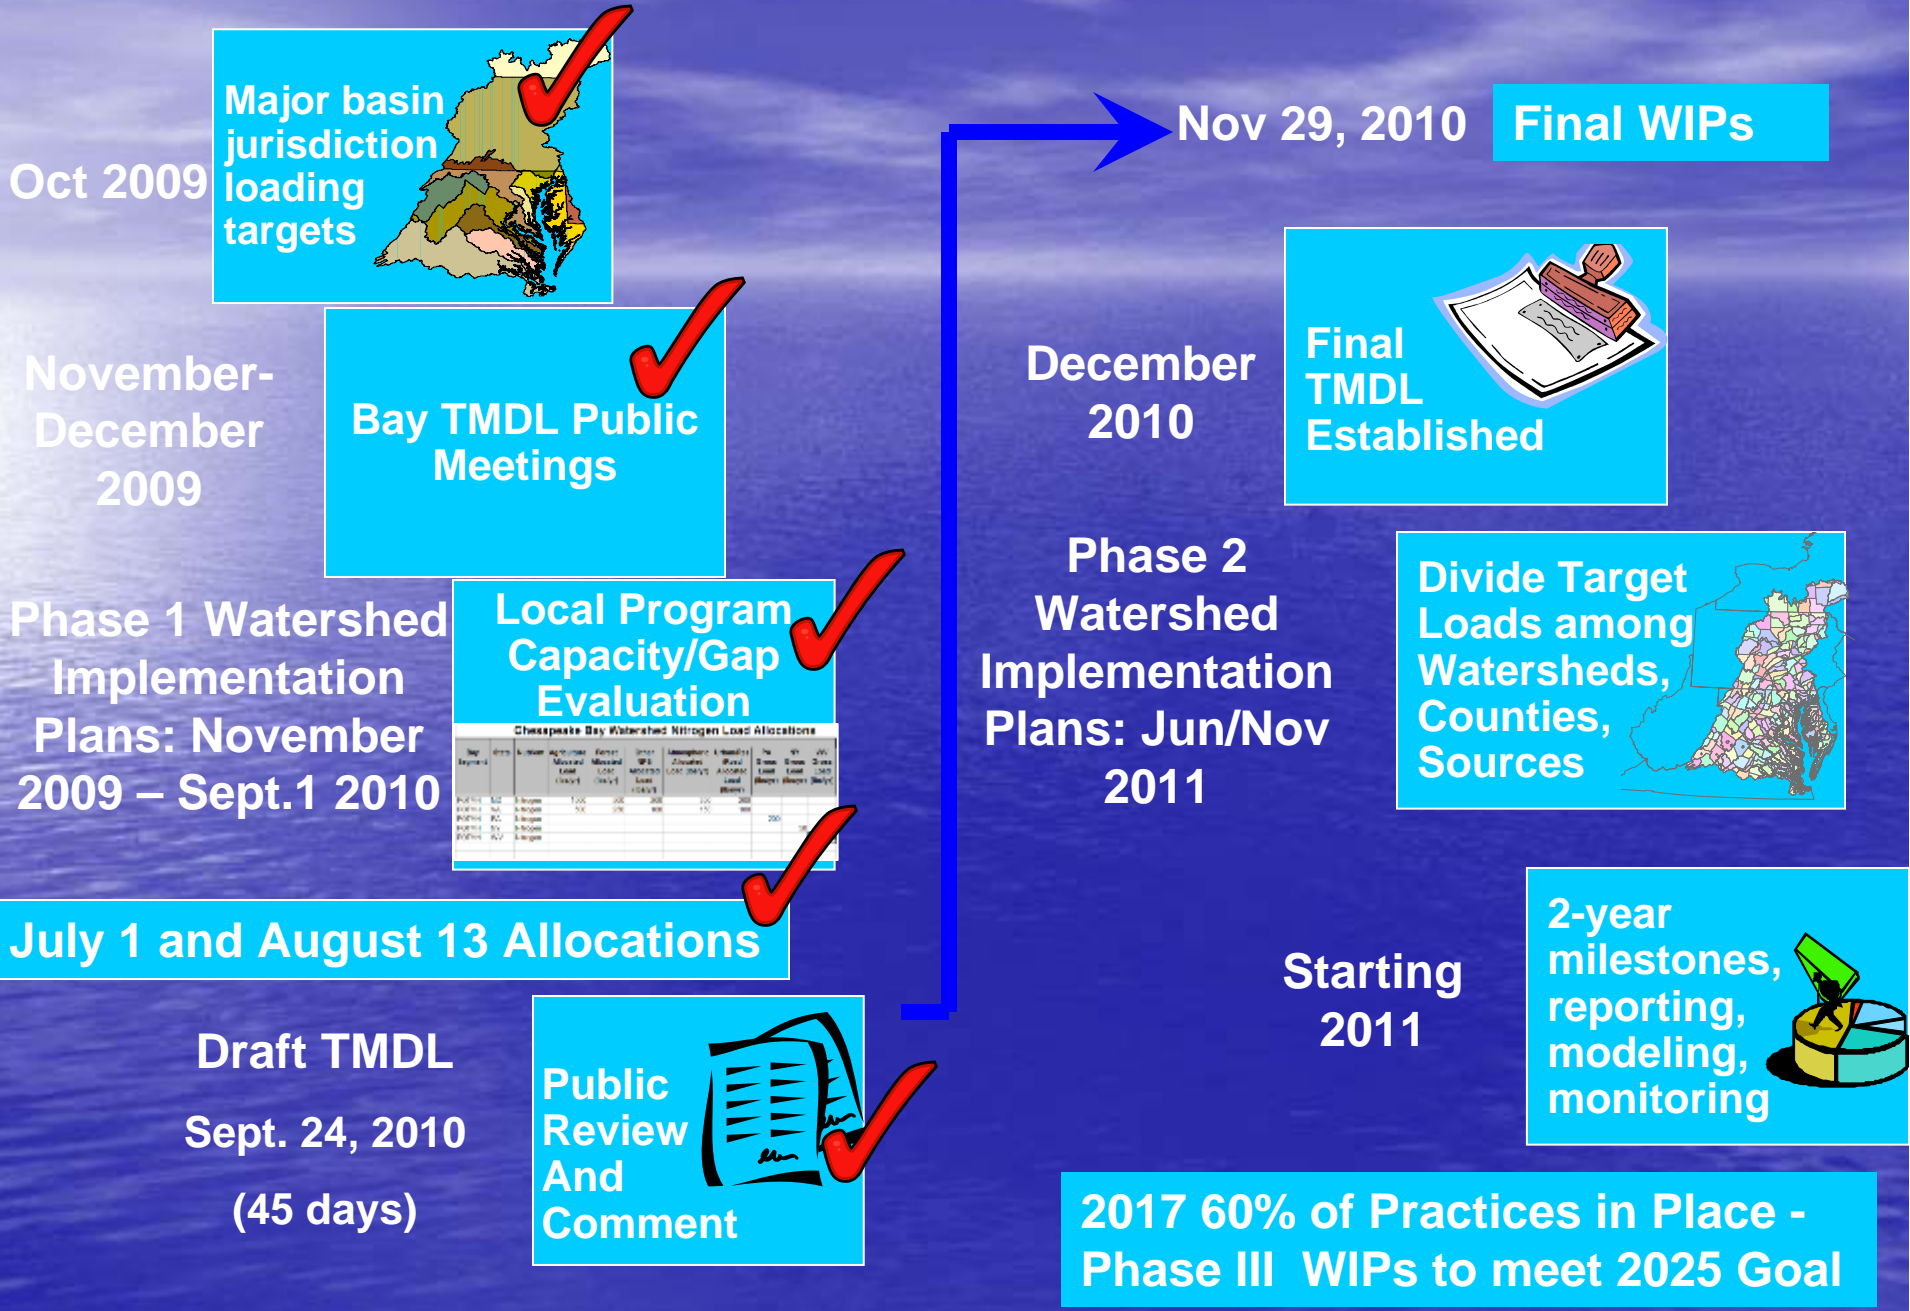 Oct 2009
Major basin
jurisdiction
loading
targets
November-
December
2009
Bay TMDL Public
Meetings
Phase 1 Watershed
Implementation
Plans: November
2009 – Sept.1 2010
Local Program
Capacity/Gap
Evaluation
Chesapeake Bay Watershed Nitrogen Load Allocations
July 1 and August 13 Allocations
Draft TMDL
Sept. 24, 2010
(45 days)
Public
Review
And
Comment
Nov 29, 2010
Final WIPs
December
2010
Final
TMDL
Established
Phase 2
Watershed
Implementation
Plans: Jun/Nov
2011
Divide Target
Loads among
Watersheds,
Counties,
Sources
Starting
2011
2-year
milestones,
reporting,
modeling,
monitoring
2017 60% of Practices in Place -
Phase III WIPs to meet 2025 Goal